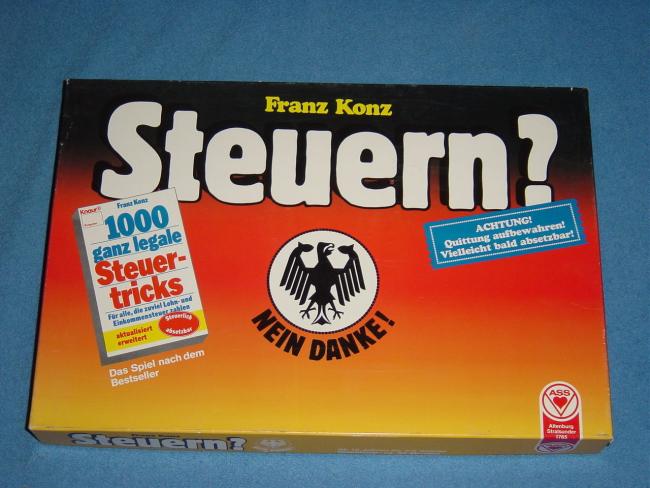 Franz Konz
Steuern?
ACHTUNG!
Quittung aufbewahren!
Vielleicht bald absetzbar!
Knaur
Franz Konz
1000
ganz legale
Steuer-
tricks
Für alle, die zuviel Lohn- und
Einkommensteuer zahlen
aktualisiert
erweitert
Steuerlich
absetzbar
Das Spiel nach dem
Bestseller
NEIN DANKE!
ASS
Altenburg
Stralsunder
1765
Steuern?